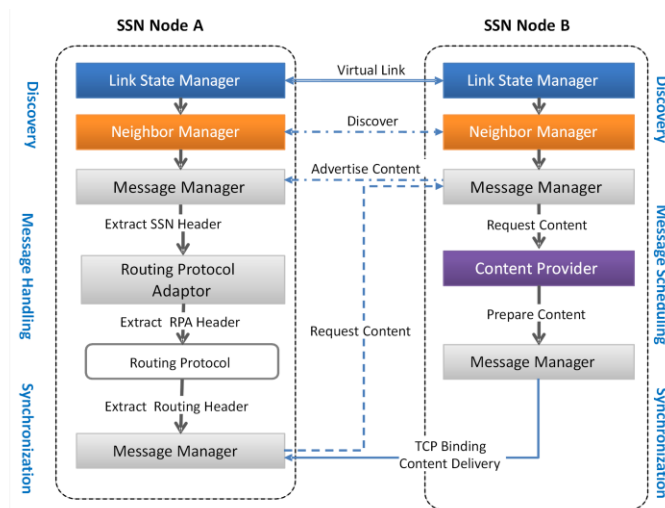 SSN Node A
SSN Node B
Link State Manager
Virtual Link
Link State Manager
Discovery
Discovery
Neighbor Manager
Discover
Neighbor Manager
Advertise Content
Message Manager
Message Manager
Extract SSN Header
Request Content
Message Handling
Message Scheduing
Routing Protocol
Adaptor
Content Provider
Extract RPA Header
Request Content
Prepare Content
Routing Protocol
Message Manager
Extract Routing Header
Synchronization
Synchronization
Message Manager
TCP Binding
Content Delivery